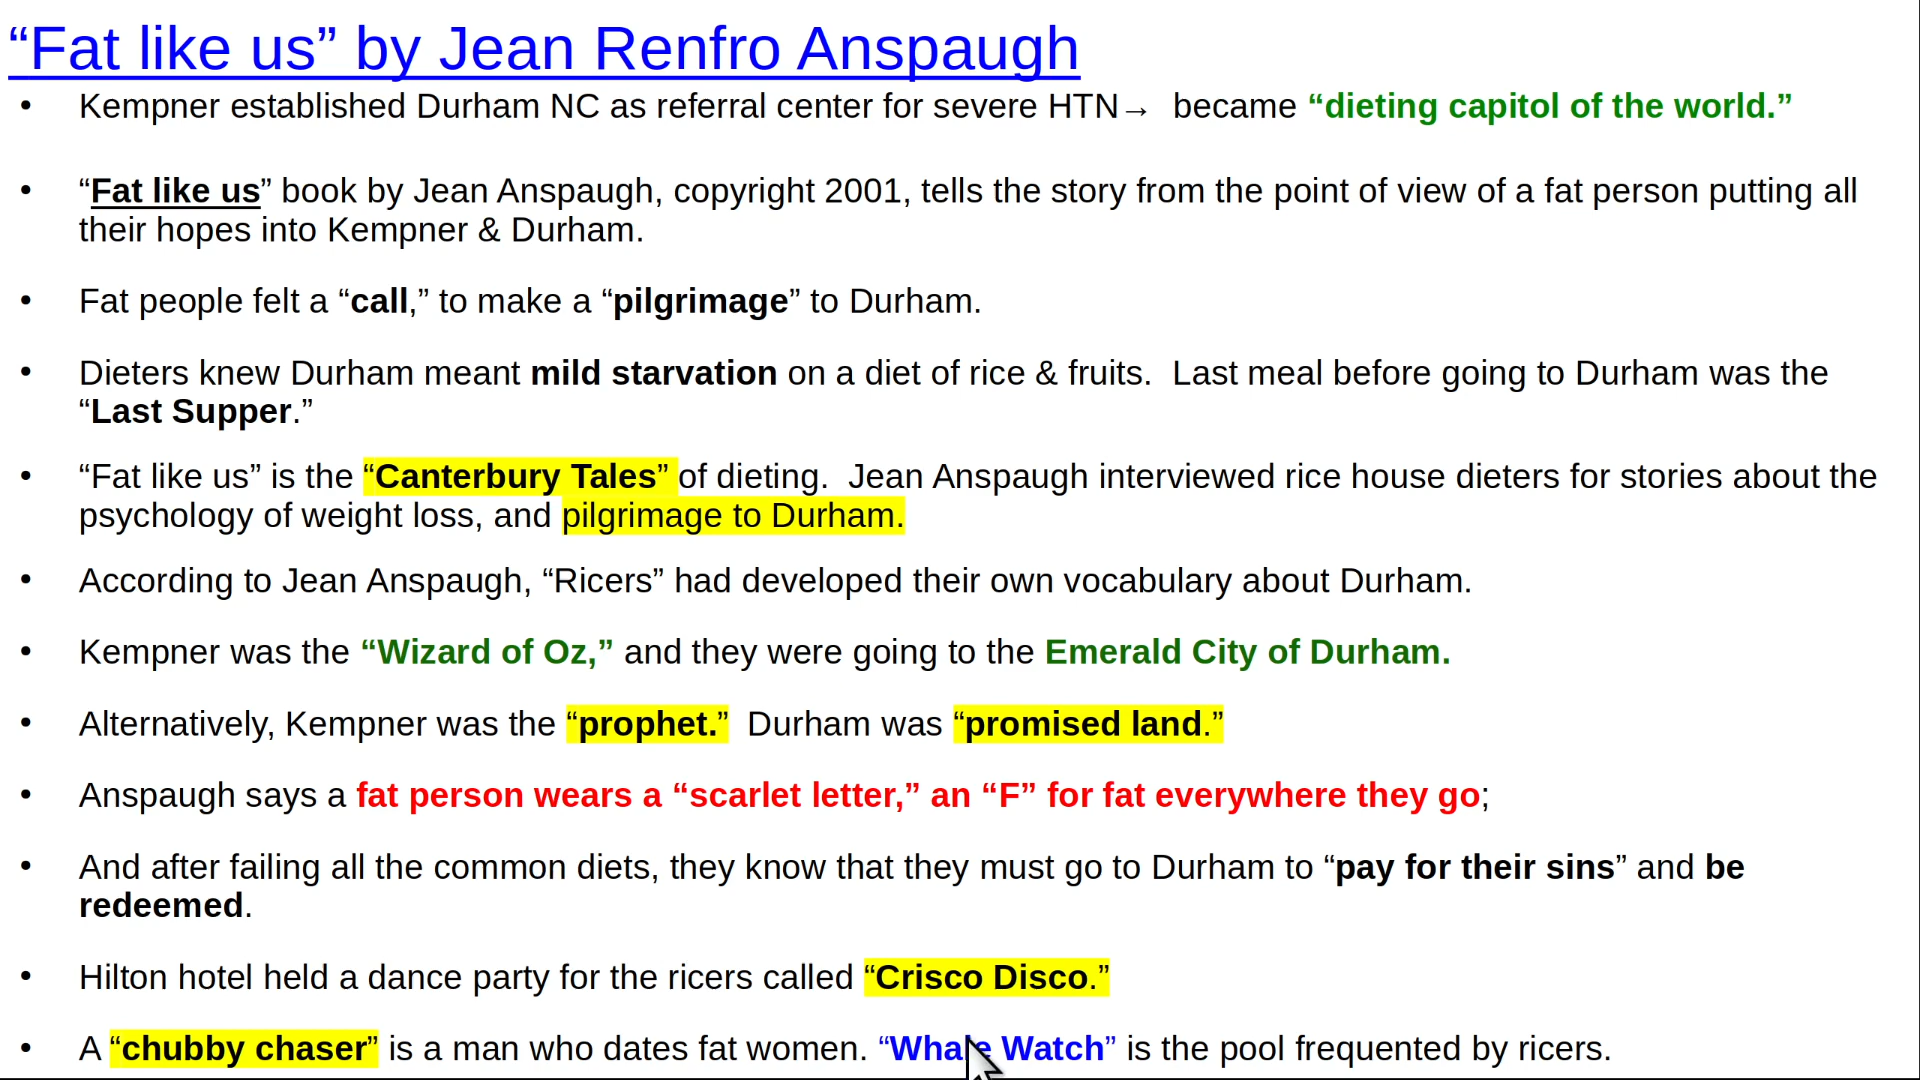 “Fat like us” by Jean Renfro Anspaugh
• Kempner established Durham NC as referral center for severe HTN→ became “dieting capitol of the world.”
• “Fat like us” book by Jean Anspaugh, copyright 2001, tells the story from the point of view of a fat person putting all
their hopes into Kempner & Durham.
• Fat people felt a “call,” to make a “pilgrimage” to Durham.
• Dieters knew Durham meant mild starvation on a diet of rice & fruits. Last meal before going to Durham was the
“Last Supper.”
• “Fat like us” is the “Canterbury Tales” of dieting. Jean Anspaugh interviewed rice house dieters for stories about the
psychology of weight loss, and pilgrimage to Durham.
• According to Jean Anspaugh, “Ricers” had developed their own vocabulary about Durham.
• Kempner was the “Wizard of Oz,” and they were going to the Emerald City of Durham.
• Alternatively, Kempner was the “prophet.” Durham was “promised land.”
• Anspaugh says a fat person wears a “scarlet letter,” an “F” for fat everywhere they go;
• And after failing all the common diets, they know that they must go to Durham to “pay for their sins” and be
redeemed.
• Hilton hotel held a dance party for the ricers called “Crisco Disco.”
• A “chubby chaser” is a man who dates fat women. “Whale Watch” is the pool frequented by ricers.